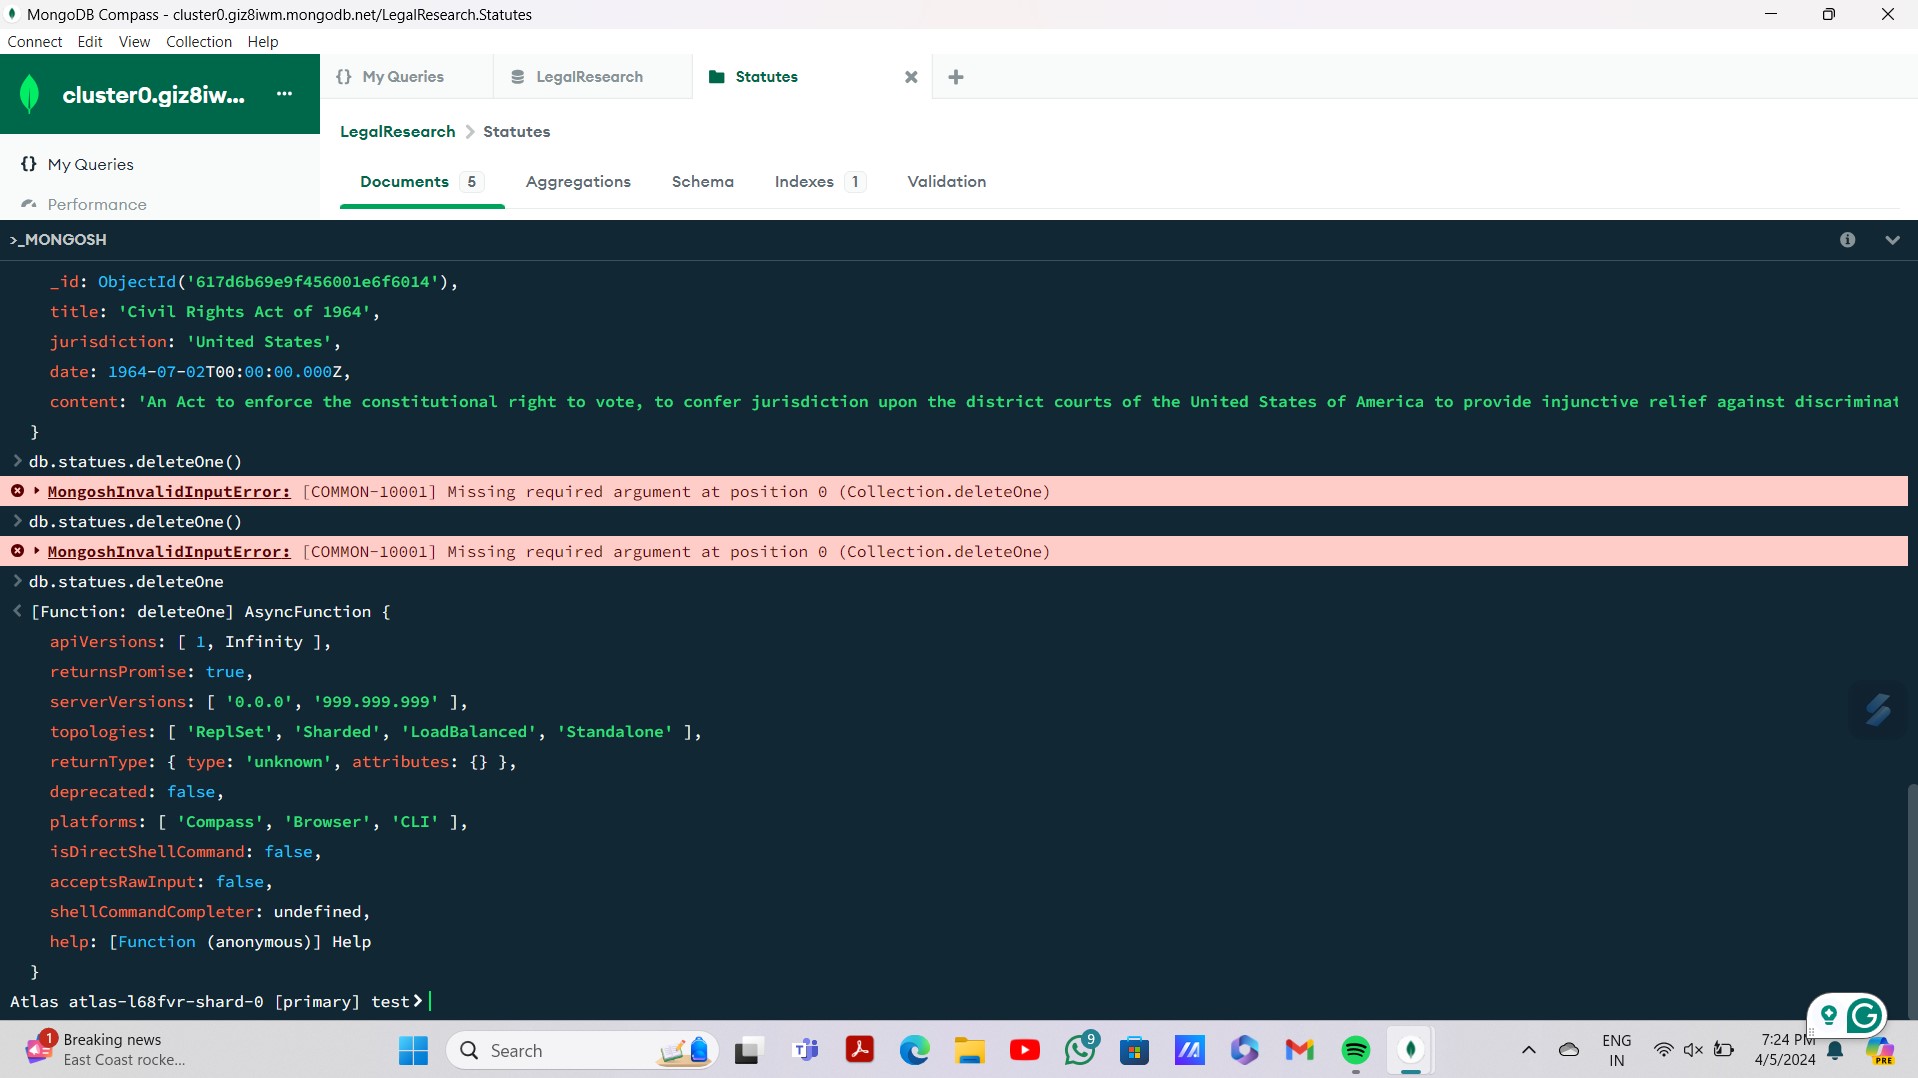 MongoDB Compass - cluster0.giz8iwm.mongodb.net/LegalResearch.Statutes
Connect Edit View Collection Help
cluster0.giz8iw... ...
{} My Queries
LegalResearch
Statutes
{} My Queries
Performance
LegalResearch > Statutes
Documents 5
Aggregations
Schema
Indexes 1
Validation
>_MONGOSH
_id: ObjectId('617d6b69e9f456001e6f6014'),
title: 'Civil Rights Act of 1964',
jurisdiction: 'United States',
date: 1964-07-02T00:00:00.000Z,
content: 'An Act to enforce the constitutional right to vote, to confer jurisdiction upon the district courts of the United States of America to provide injunctive relief against discriminat
}
> db.statues.deleteOne()
MongoshInvalidInputError: [COMMON-10001] Missing required argument at position 0 (Collection.deleteOne)
> db.statues.deleteOne()
MongoshInvalidInputError: [COMMON-10001] Missing required argument at position 0 (Collection.deleteOne)
> db.statues.deleteOne
< [Function: deleteOne] AsyncFunction {
apiVersions: [ 1, Infinity ],
returnsPromise: true,
serverVersions: [ '0.0.0', '999.999.999' ],
topologies: [ 'ReplSet', 'Sharded', 'LoadBalanced', 'Standalone' ],
returnType: { type: 'unknown', attributes: {} },
deprecated: false,
platforms: [ 'Compass', 'Browser', 'CLI' ],
isDirectShellCommand: false,
acceptsRawInput: false,
shellCommandCompleter: undefined,
help: [Function (anonymous)] Help
}
Atlas atlas-l68fvr-shard-0 [primary] test>
1
Breaking news
East Coast rocke...
Search
9
ENG
IN
7:24 PM
4/5/2024
PRE